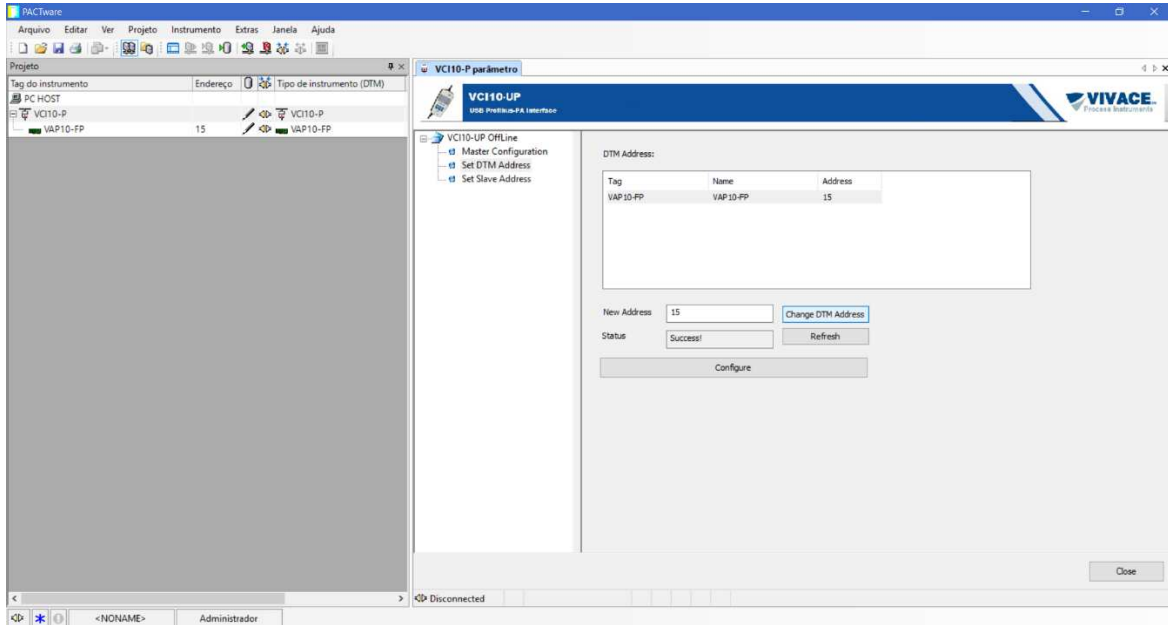 PACTware
Arquivo Editar Ver Projeto Instrumento Extras Janela Ajuda
Projeto
Tag do instrumento Endereço Tipo de instrumento (DTM)
PC HOST
VCI10-P VCI10-P
VAP10-FP 15 VAP10-FP
VCI10-P parâmetro
VCI10-UP
USB Profibus-PA Interface
VIVACE
Process Instruments
VCI10-UP OffLine
Master Configuration
Set DTM Address
Set Slave Address
DTM Address:
Tag Name Address
VAP10-FP VAP10-FP 15
New Address 15 Change DTM Address
Status Success! Refresh
Configure
Close
Disconnected
<NONAME> Administrador